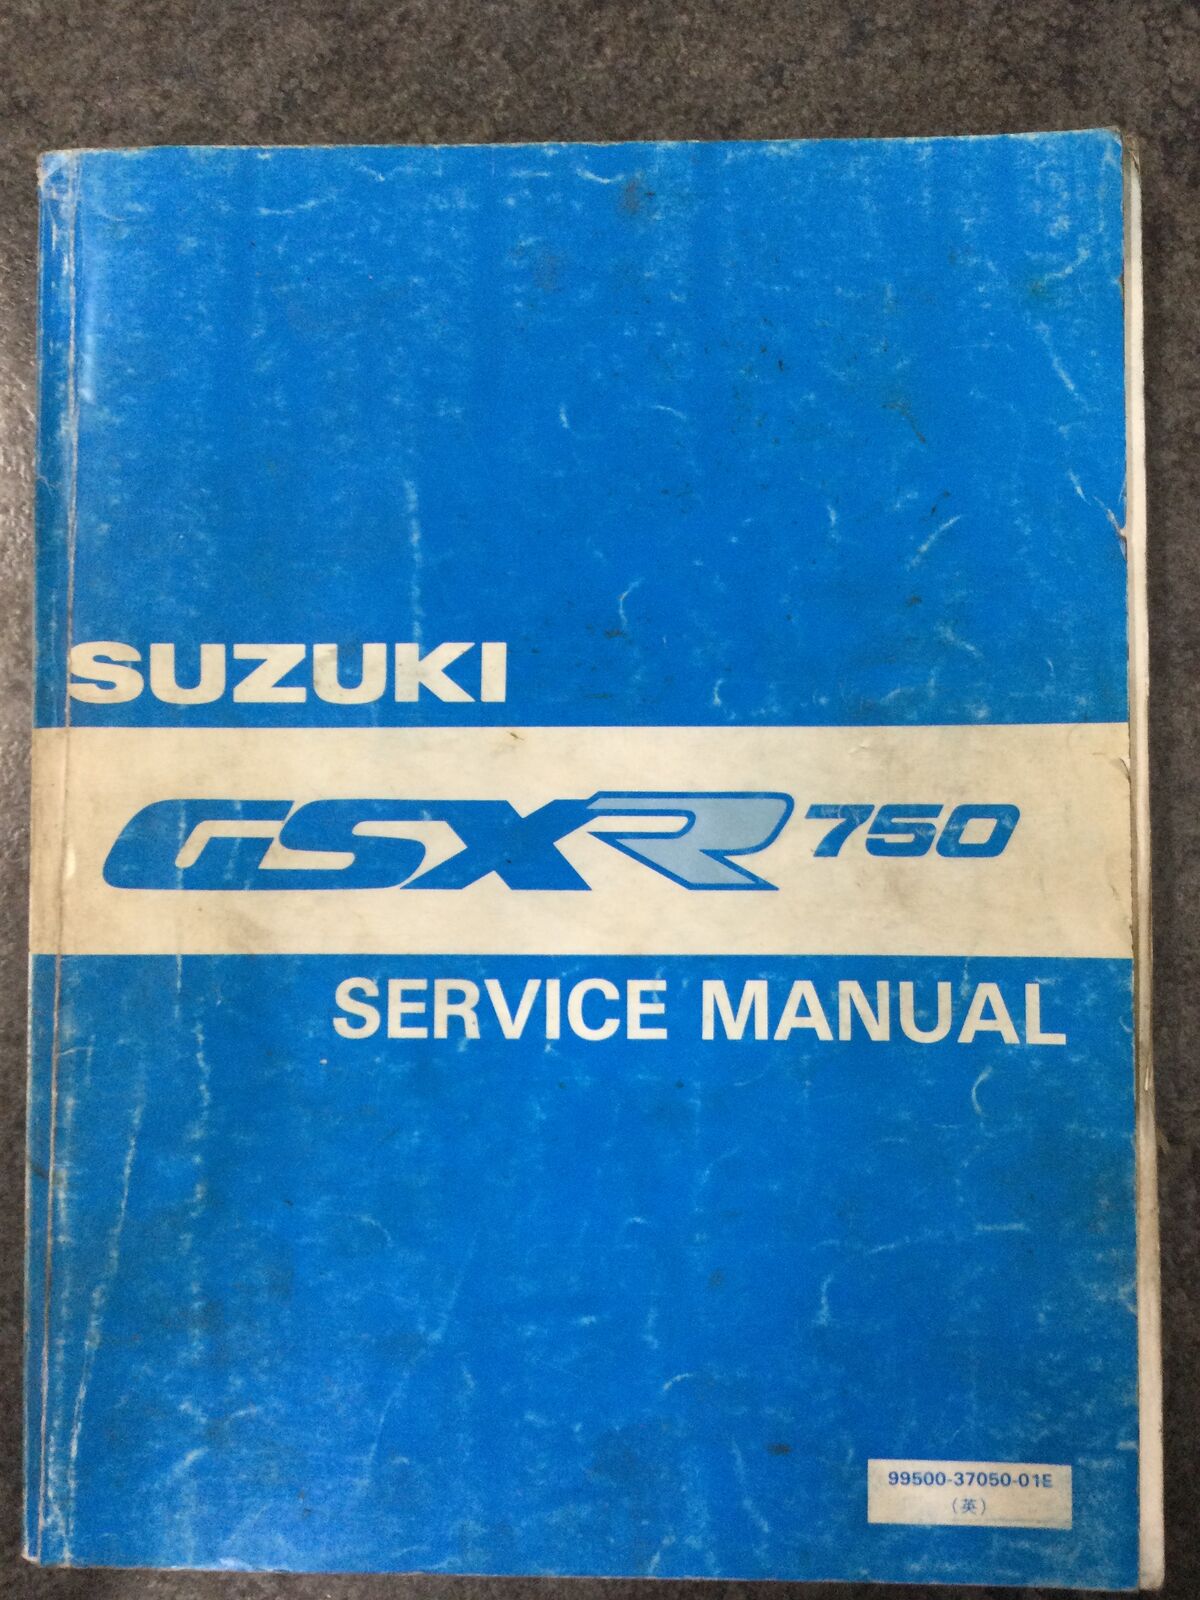 SUZUKI
GSXR 750
SERVICE MANUAL
99500-37050-01E
(英)